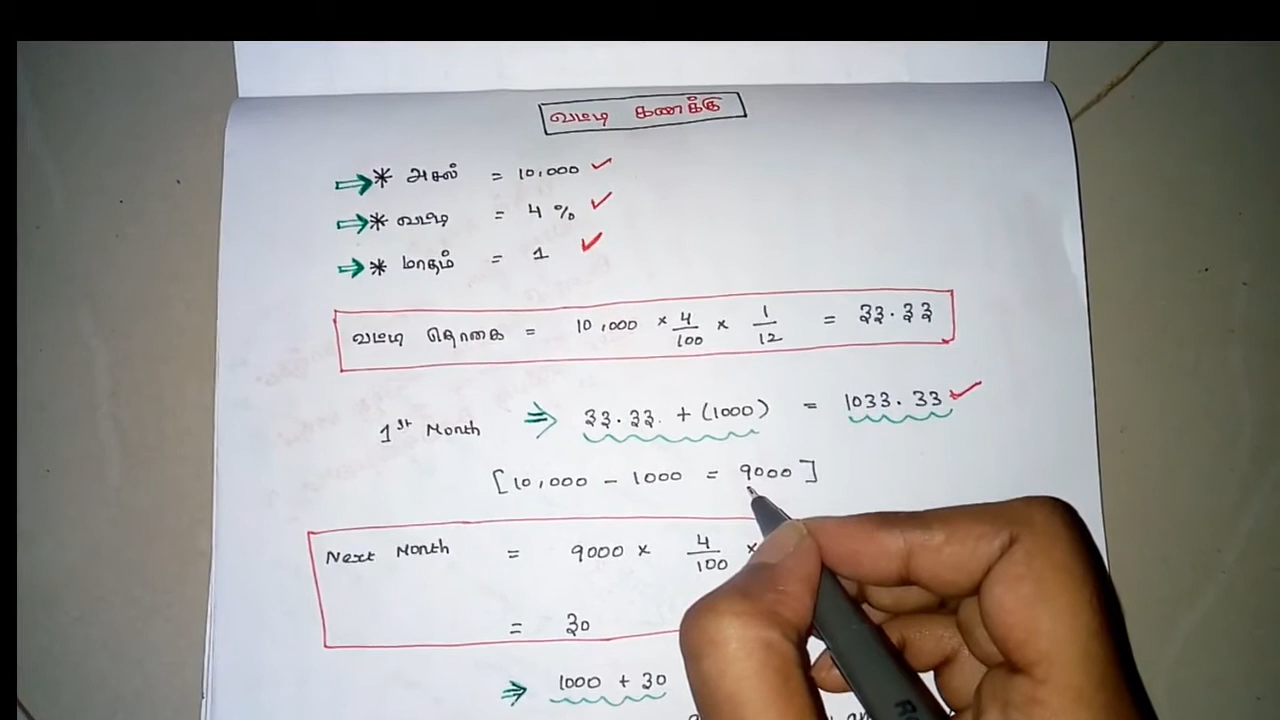 வட்டி கணக்கு
* அசல் = 10,000
* வட்டி = 4 %
* மாதம் = 1
வட்டி தொகை = 10,000 × 4/100 × 1/12 = 33.33
1st Month ⇒ 33.33 + (1000) = 1033.33
[10,000 - 1000 = 9000]
Next Month = 9000 × 4/100 ×
= 30
⇒ 1000 + 30